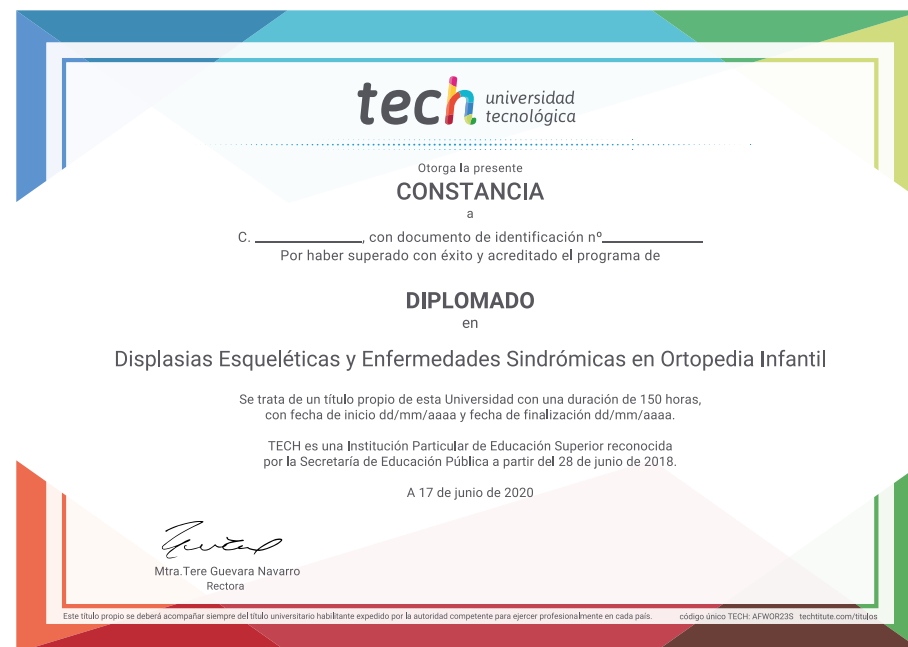 tech universidad
tecnológica
Otorga la presente
CONSTANCIA
a
C. ____________, con documento de identificación nº____________
Por haber superado con éxito y acreditado el programa de
DIPLOMADO
en
Displasias Esqueléticas y Enfermedades Sindrómicas en Ortopedia Infantil
Se trata de un título propio de esta Universidad con una duración de 150 horas,
con fecha de inicio dd/mm/aaaa y fecha de finalización dd/mm/aaaa.
TECH es una Institución Particular de Educación Superior reconocida
por la Secretaría de Educación Pública a partir del 28 de junio de 2018.
A 17 de junio de 2020
Mtra.Tere Guevara Navarro
Rectora
Este título propio se deberá acompañar siempre del título universitario habilitante expedido por la autoridad competente para ejercer profesionalmente en cada país. código único TECH: AFWOR23S techtitute.com/titulos